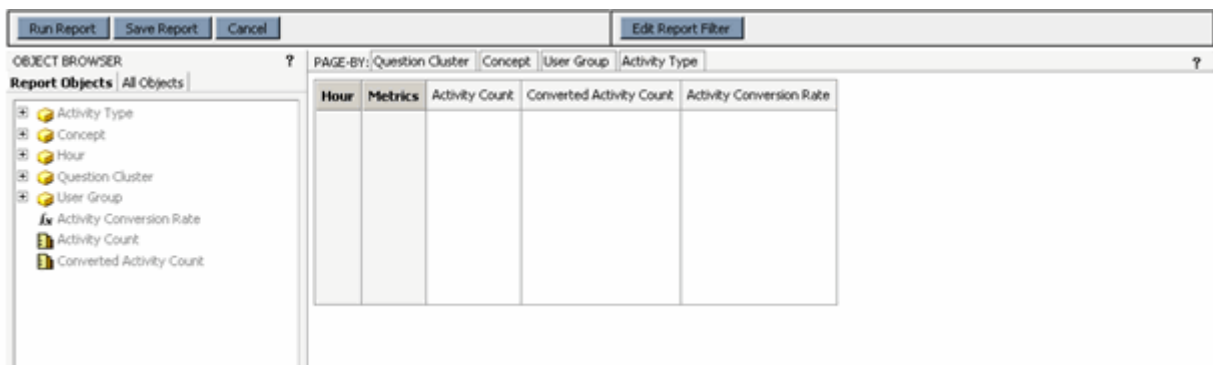 Run Report Save Report Cancel Edit Report Filter
OBJECT BROWSER ? PAGE-BY: Question Cluster Concept User Group Activity Type ?
Report Objects All Objects
Hour Metrics Activity Count Converted Activity Count Activity Conversion Rate
Activity Type
Concept
Hour
Question Cluster
User Group
fx Activity Conversion Rate
Activity Count
Converted Activity Count